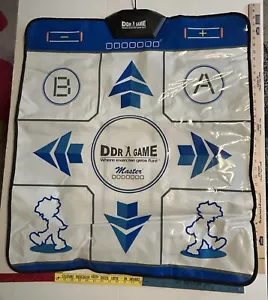 DDR GAME
B
A
DDR GAME
Where exercise gets fun!
Master